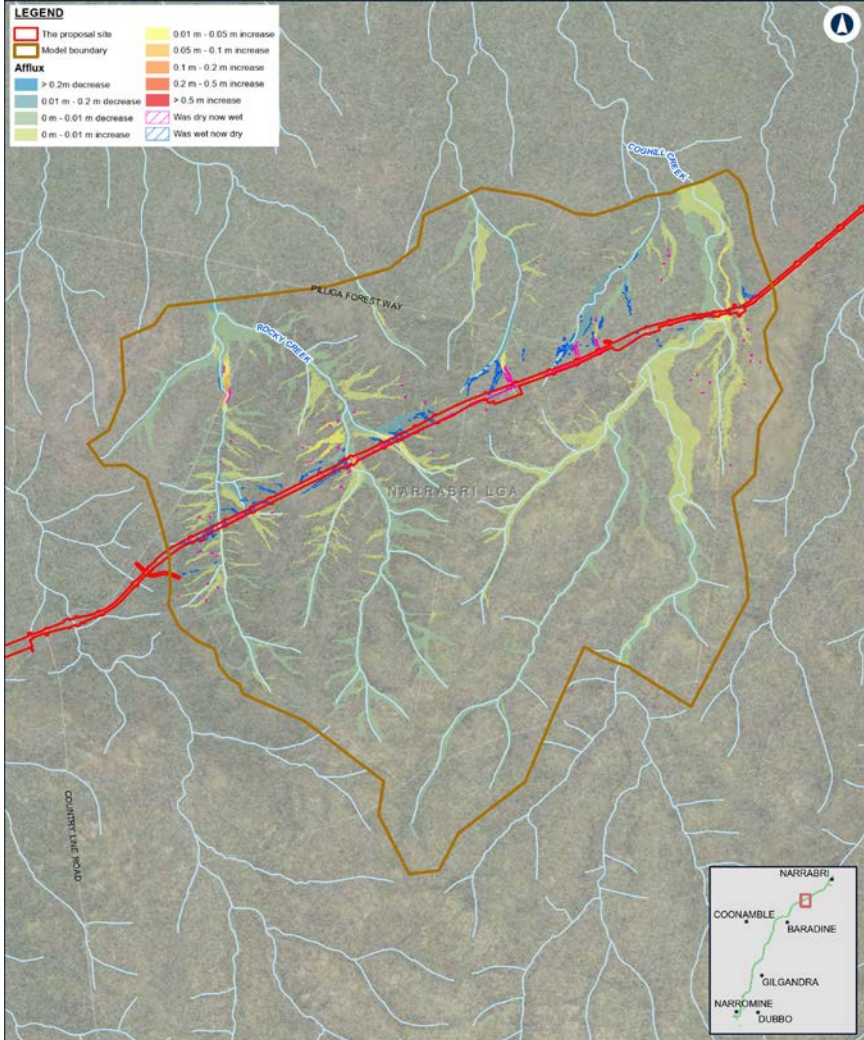 LEGEND
The proposal site
Model boundary
Afflux
> 0.2m decrease
0.01 m - 0.2 m decrease
0 m - 0.01 m decrease
0 m - 0.01 m increase
0.01 m - 0.05 m increase
0.05 m - 0.1 m increase
0.1 m - 0.2 m increase
0.2 m - 0.5 m increase
> 0.5 m increase
Was dry now wet
Was wet now dry
COGHILL CREEK
PILLIGA FOREST WAY
ROCKY CREEK
NARRABRI LGA
COUNTRY LINE ROAD
NARRABRI
COONAMBLE
BARADINE
GILGANDRA
NARROMINE
DUBBO